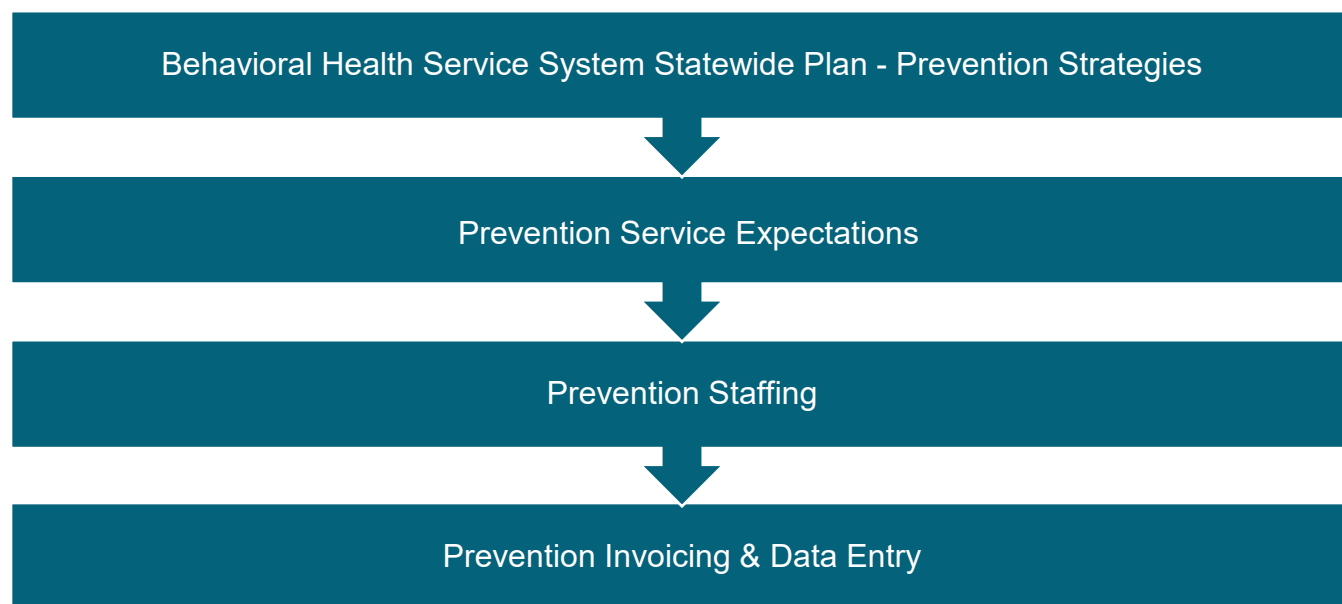 Behavioral Health Service System Statewide Plan - Prevention Strategies
Prevention Service Expectations
Prevention Staffing
Prevention Invoicing & Data Entry